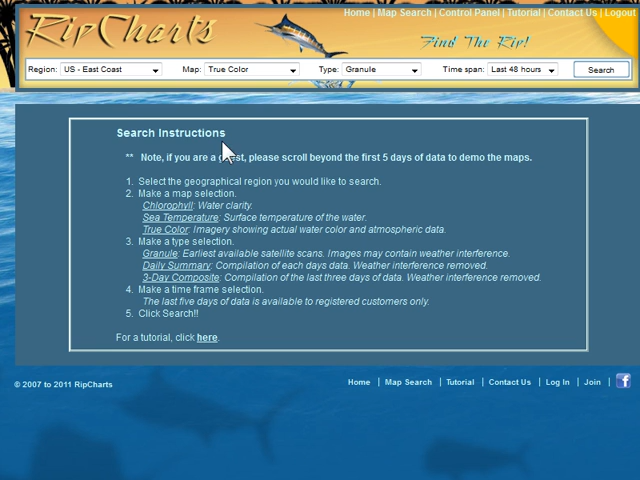 Home | Map Search | Control Panel | Tutorial | Contact Us | Logout
RipCharts
Find The Rip!
Region: US - East Coast Map: True Color Type: Granule Time span: Last 48 hours Search
Search Instructions
** Note, if you are a guest, please scroll beyond the first 5 days of data to demo the maps.
1. Select the geographical region you would like to search.
2. Make a map selection.
Chlorophyll: Water clarity.
Sea Temperature: Surface temperature of the water.
True Color: Imagery showing actual water color and atmospheric data.
3. Make a type selection.
Granule: Earliest available satellite scans. Images may contain weather interference.
Daily Summary: Compilation of each days data. Weather interference removed.
3-Day Composite: Compilation of the last three days of data. Weather interference removed.
4. Make a time frame selection.
The last five days of data is available to registered customers only.
5. Click Search!!
For a tutorial, click here.
© 2007 to 2011 RipCharts
Home | Map Search | Tutorial | Contact Us | Log In | Join | f